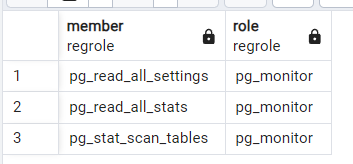 member role
regrole regrole
1 pg_read_all_settings pg_monitor
2 pg_read_all_stats pg_monitor
3 pg_stat_scan_tables pg_monitor